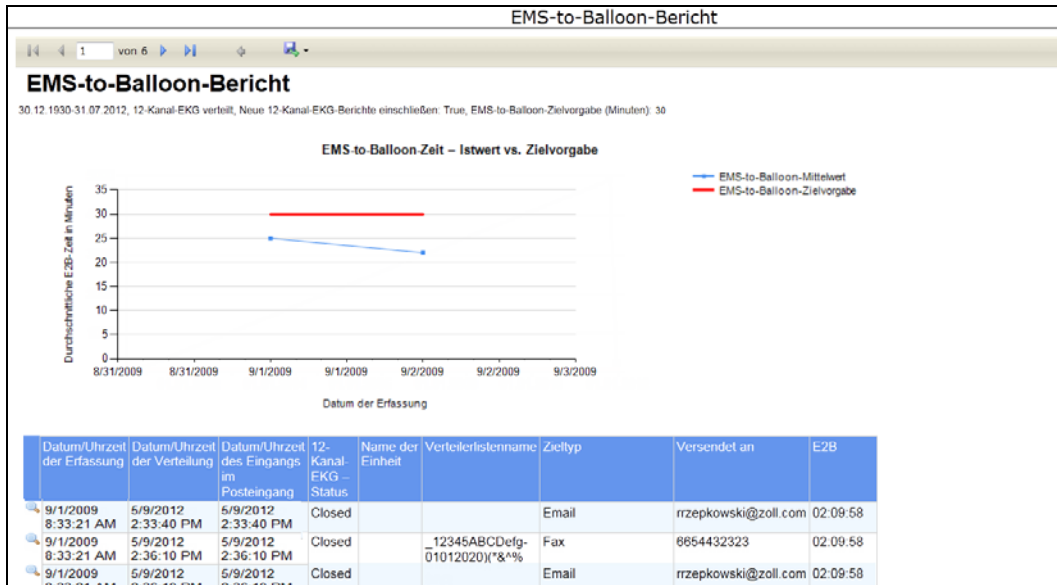 EMS-to-Balloon-Bericht
1 von 6
EMS-to-Balloon-Bericht
30.12.1930-31.07.2012, 12-Kanal-EKG verteilt, Neue 12-Kanal-EKG-Berichte einschließen: True, EMS-to-Balloon-Zielvorgabe (Minuten): 30
EMS-to-Balloon-Zeit – Istwert vs. Zielvorgabe
EMS-to-Balloon-Mittelwert
EMS-to-Balloon-Zielvorgabe
Durchschnittliche E2B-Zeit in Minuten
35
30
25
20
15
10
5
0
8/31/2009 8/31/2009 9/1/2009 9/1/2009 9/2/2009 9/2/2009 9/3/2009
Datum der Erfassung
Datum/Uhrzeit Datum/Uhrzeit Datum/Uhrzeit 12- Name der Verteilerlistenname Zieltyp Versendet an E2B
der Erfassung der Verteilung des Eingangs Kanal- Einheit
im EKG –
Posteingang Status
9/1/2009 5/9/2012 5/9/2012 Closed Email rrzepkowski@zoll.com 02:09:58
8:33:21 AM 2:33:40 PM 2:33:40 PM
9/1/2009 5/9/2012 5/9/2012 Closed _12345ABCDefg- Fax 6654432323 02:09:58
8:33:21 AM 2:36:10 PM 2:36:10 PM 01012020)(*&^%
9/1/2009 5/9/2012 5/9/2012 Closed Email rrzepkowski@zoll.com 02:09:58